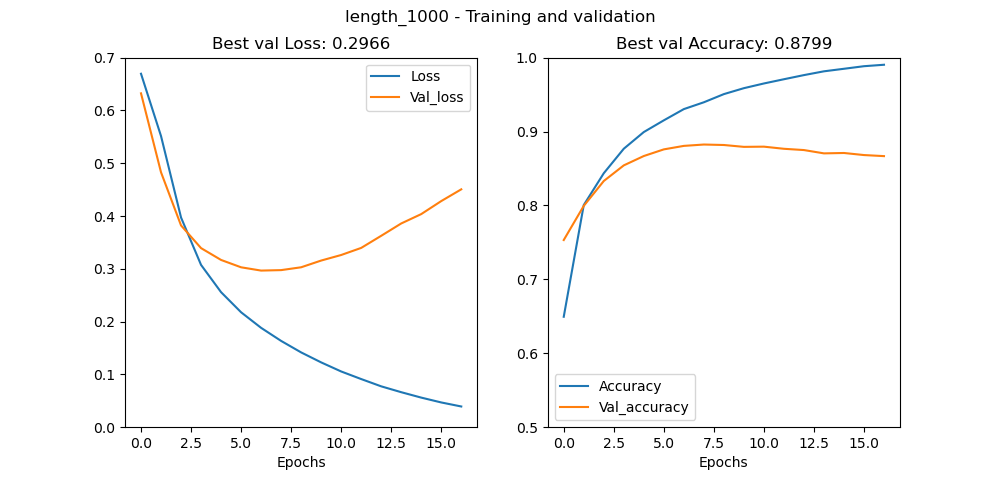 length_1000 - Training and validation
Best val Loss: 0.2966
0.7
0.6
0.5
0.4
0.3
0.2
0.1
0.0
Loss
Val_loss
0.0 2.5 5.0 7.5 10.0 12.5 15.0
Epochs
Best val Accuracy: 0.8799
1.0
0.9
0.8
0.7
0.6
0.5
Accuracy
Val_accuracy
0.0 2.5 5.0 7.5 10.0 12.5 15.0
Epochs